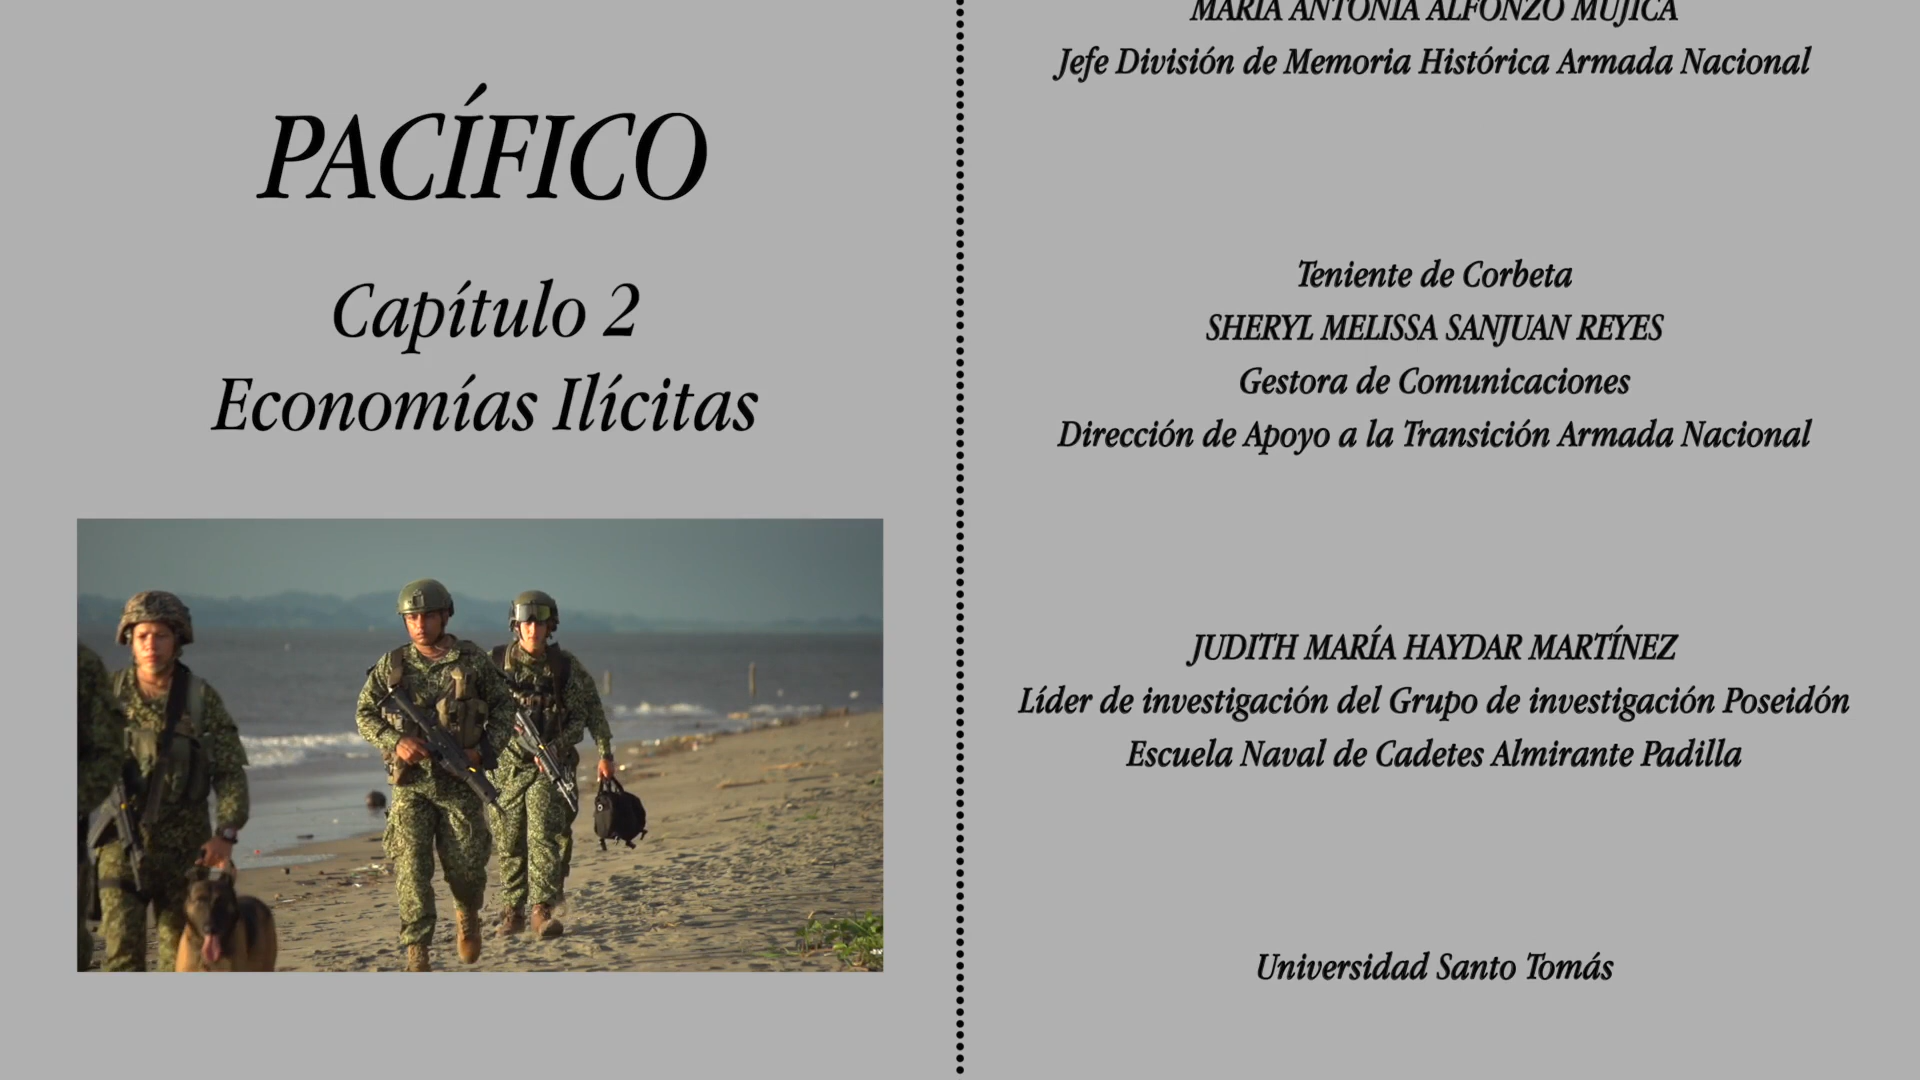 PACÍFICO
Capítulo 2
Economías Ilícitas
MARÍA ANTONIA ALFONZO MUJICA
Jefe División de Memoria Histórica Armada Nacional
Teniente de Corbeta
SHERYL MELISSA SANJUAN REYES
Gestora de Comunicaciones
Dirección de Apoyo a la Transición Armada Nacional
JUDITH MARÍA HAYDAR MARTÍNEZ
Líder de investigación del Grupo de investigación Poseidón
Escuela Naval de Cadetes Almirante Padilla
Universidad Santo Tomás